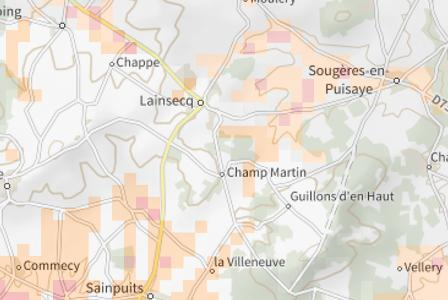 Chappe
Lainsecq
Sougères-en-
Puisaye
Champ Martin
Guillons d'en Haut
Commecy
la Villeneuve
Vellery
Sainpuits